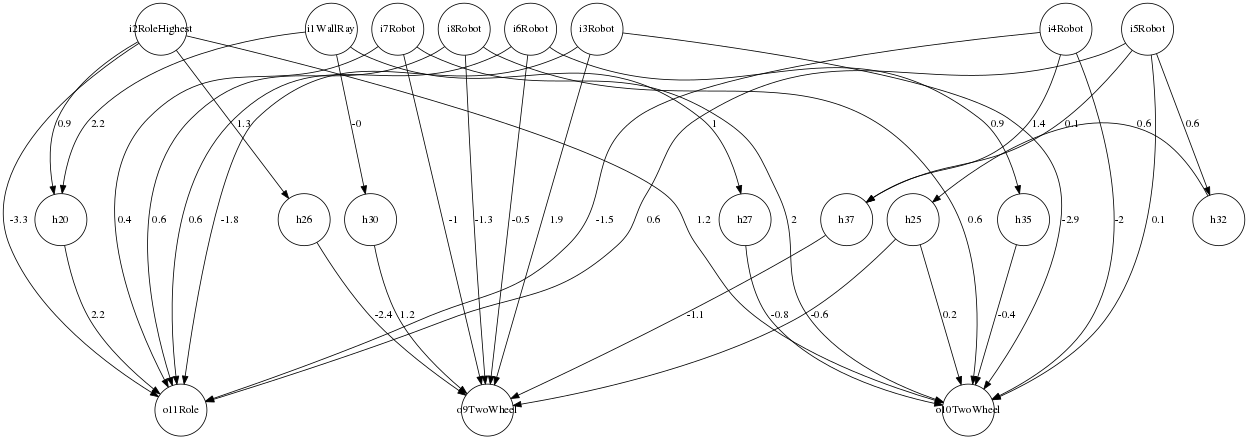 i2RoleHighest i1WallRay i7Robot i8Robot i6Robot i3Robot i4Robot i5Robot
0.9 2.2 1.3 -0 1 0.9 1.4 0.1 0.6 0.6
-3.3 h20 0.4 0.6 0.6 -1.8 h26 h30 -1 -1.3 -0.5 1.9 -1.5 0.6 1.2 h27 2 h37 h25 0.6 h35 -2.9 -2 0.1 h32
2.2 -2.4 1.2 -1.1 -0.8 -0.6 0.2 -0.4
o11Role o9TwoWheel o10TwoWheel